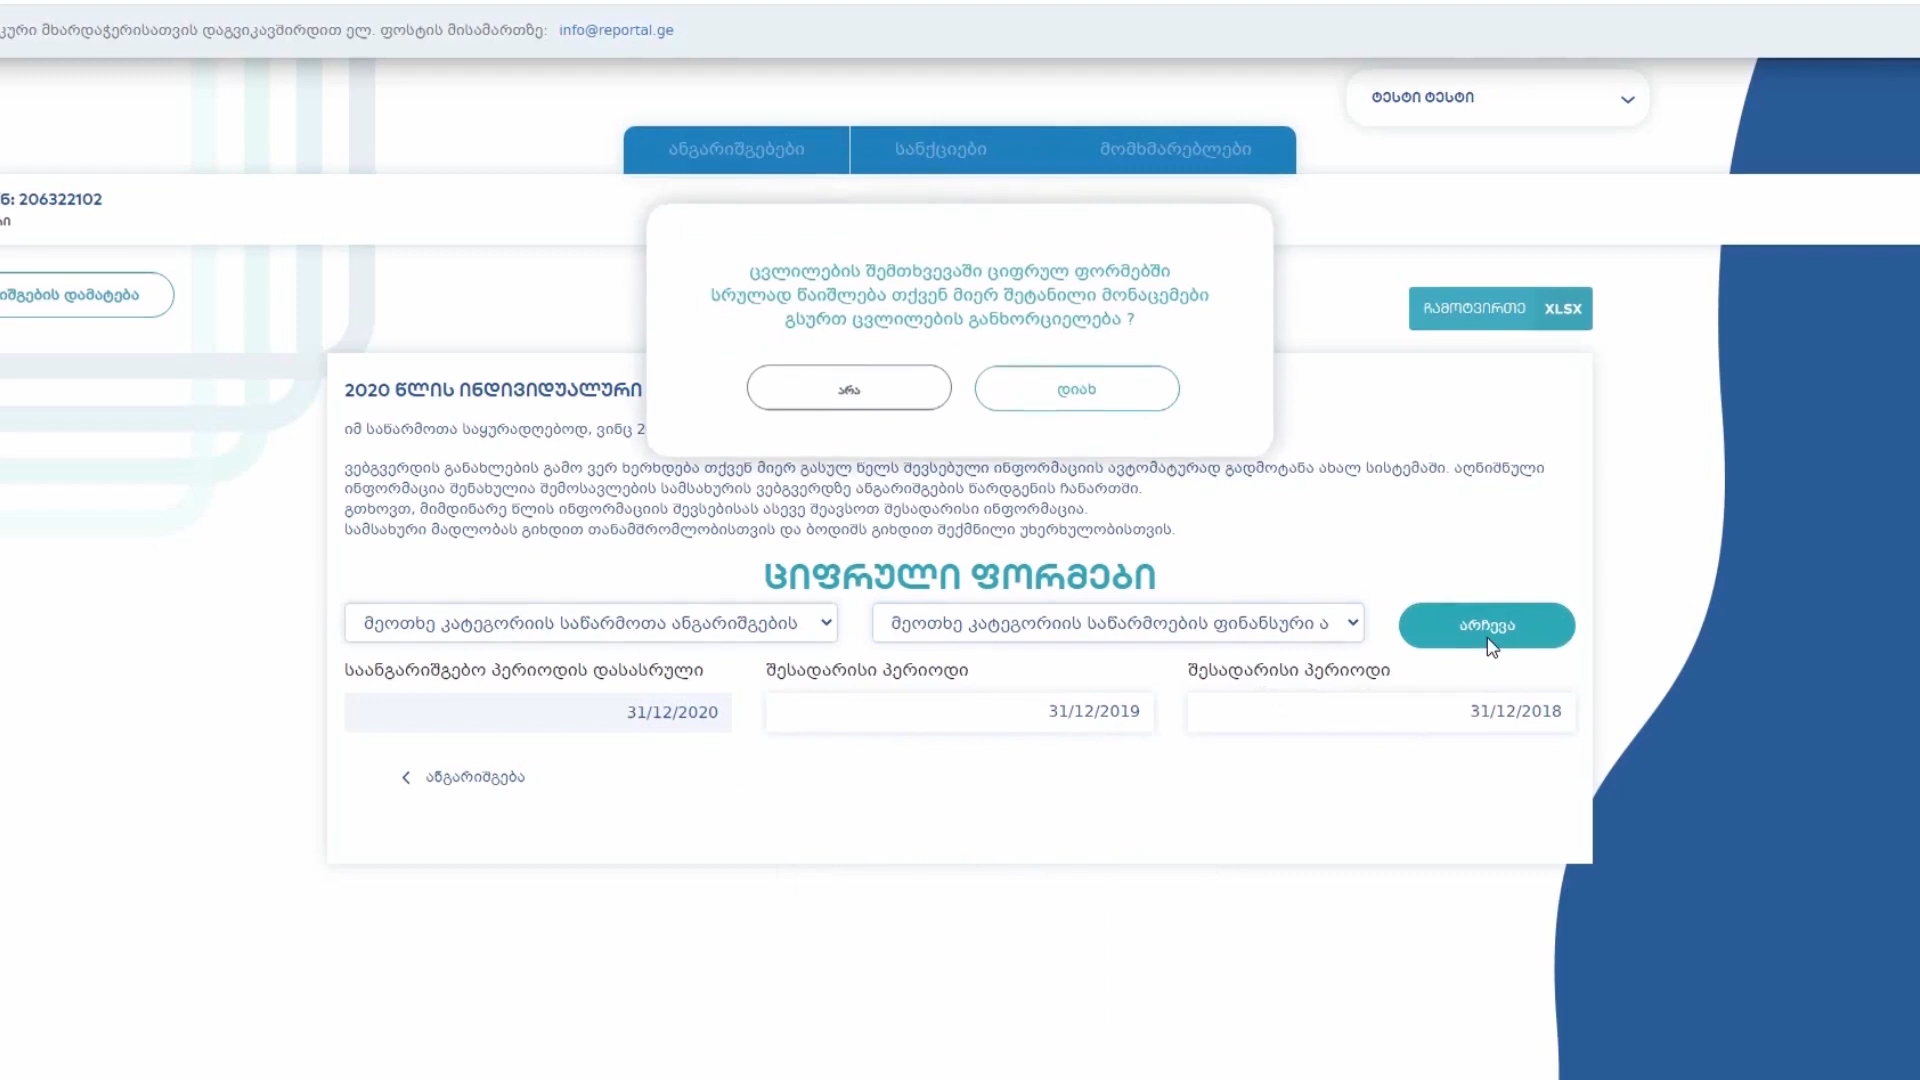 მხარდაჭერისათვის დაგვიკავშირდით ელ. ფოსტის მისამართზე: info@reportal.ge
ტესტი ტესტი
ანგარიშგებები
სანქციები
მომხმარებლები
ნ: 206322102
ცვლილების შემთხვევაში ციფრულ ფორმებში
სრულად წაიშლება თქვენ მიერ შეტანილი მონაცემები
გსურთ ცვლილების განხორციელება ?
არა
დიახ
იშგების დამატება
ჩამოტვირთე XLSX
2020 წლის ინდივიდუალური
იმ საწარმოთა საყურადღებოდ, ვინც 2
ვებგვერდის განახლების გამო ვერ ხერხდება თქვენ მიერ გასულ წელს შევსებული ინფორმაციის ავტომატურად გადმოტანა ახალ სისტემაში. აღნიშნული
ინფორმაცია შენახულია შემოსავლების სამსახურის ვებგვერდზე ანგარიშგების წარდგენის ჩანართში.
გთხოვთ, მიმდინარე წლის ინფორმაციის შევსებისას ასევე შეავსოთ შესადარისი ინფორმაცია.
სამსახური მადლობას გიხდით თანამშრომლობისთვის და ბოდიშს გიხდით შექმნილი უხერხულობისთვის.
ციფრული ფორმები
მეოთხე კატეგორიის საწარმოთა ანგარიშგების
მეოთხე კატეგორიის საწარმოების ფინანსური ა
არჩევა
საანგარიშგებო პერიოდის დასასრული
შესადარისი პერიოდი
შესადარისი პერიოდი
31/12/2020
31/12/2019
31/12/2018
ანგარიშგება